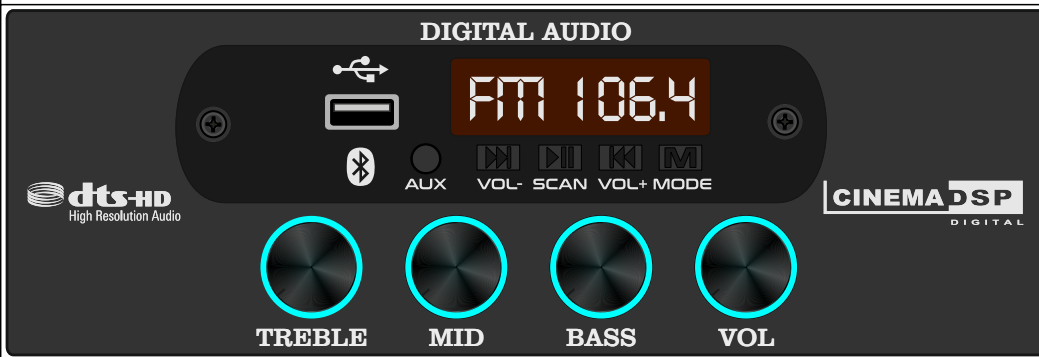 DIGITAL AUDIO
FM 106.4
AUX VOL- SCAN VOL+ MODE
M
dts-HD
High Resolution Audio
CINEMA DSP
DIGITAL
TREBLE MID BASS VOL